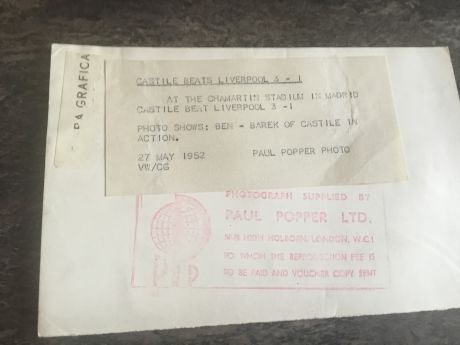 CASTILE BEATS LIVERPOOL 3 - 1
AT THE CHAMARTIN STADIUM IN MADRID
CASTILE BEAT LIVERPOOL 3 -1
PHOTO SHOWS: BEN - BAREK OF CASTILE IN
ACTION.
27 MAY 1952 PAUL POPPER PHOTO
VW/CG
PA GRAFICA
PHOTOGRAPH SUPPLIED BY
PAUL POPPER LTD.
HIGH HOLBORN, LONDON, W.C.1
TO WHOM THE REPRODUCTION FEE IS
TO BE PAID AND VOUCHER COPY SENT